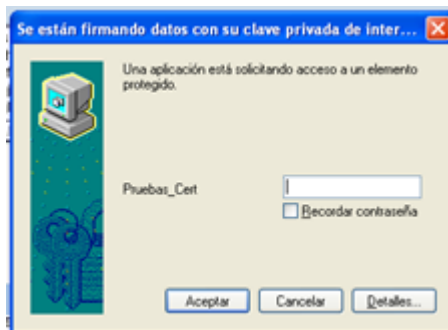 Se están firmando datos con su clave privada de inter...
Una aplicación está solicitando acceso a un elemento
protegido.
Pruebas_Cert
Recordar contraseña
Aceptar
Cancelar
Detalles...